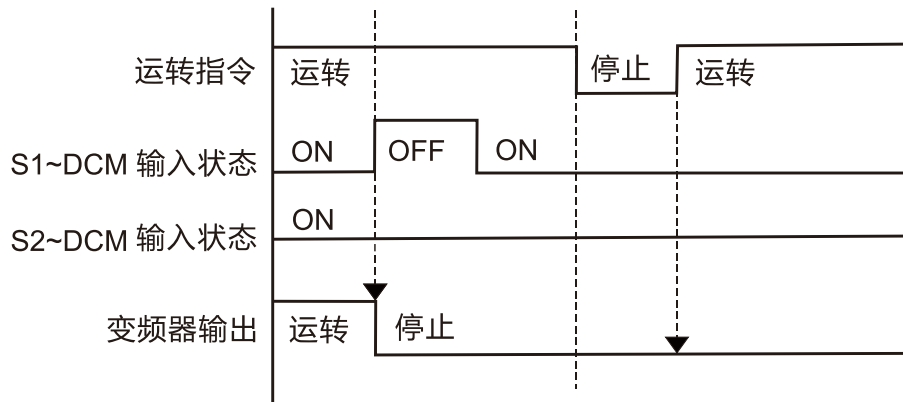 运转指令 运转 停止 运转
S1~DCM 输入状态 ON OFF ON
S2~DCM 输入状态 ON
变频器输出 运转 停止